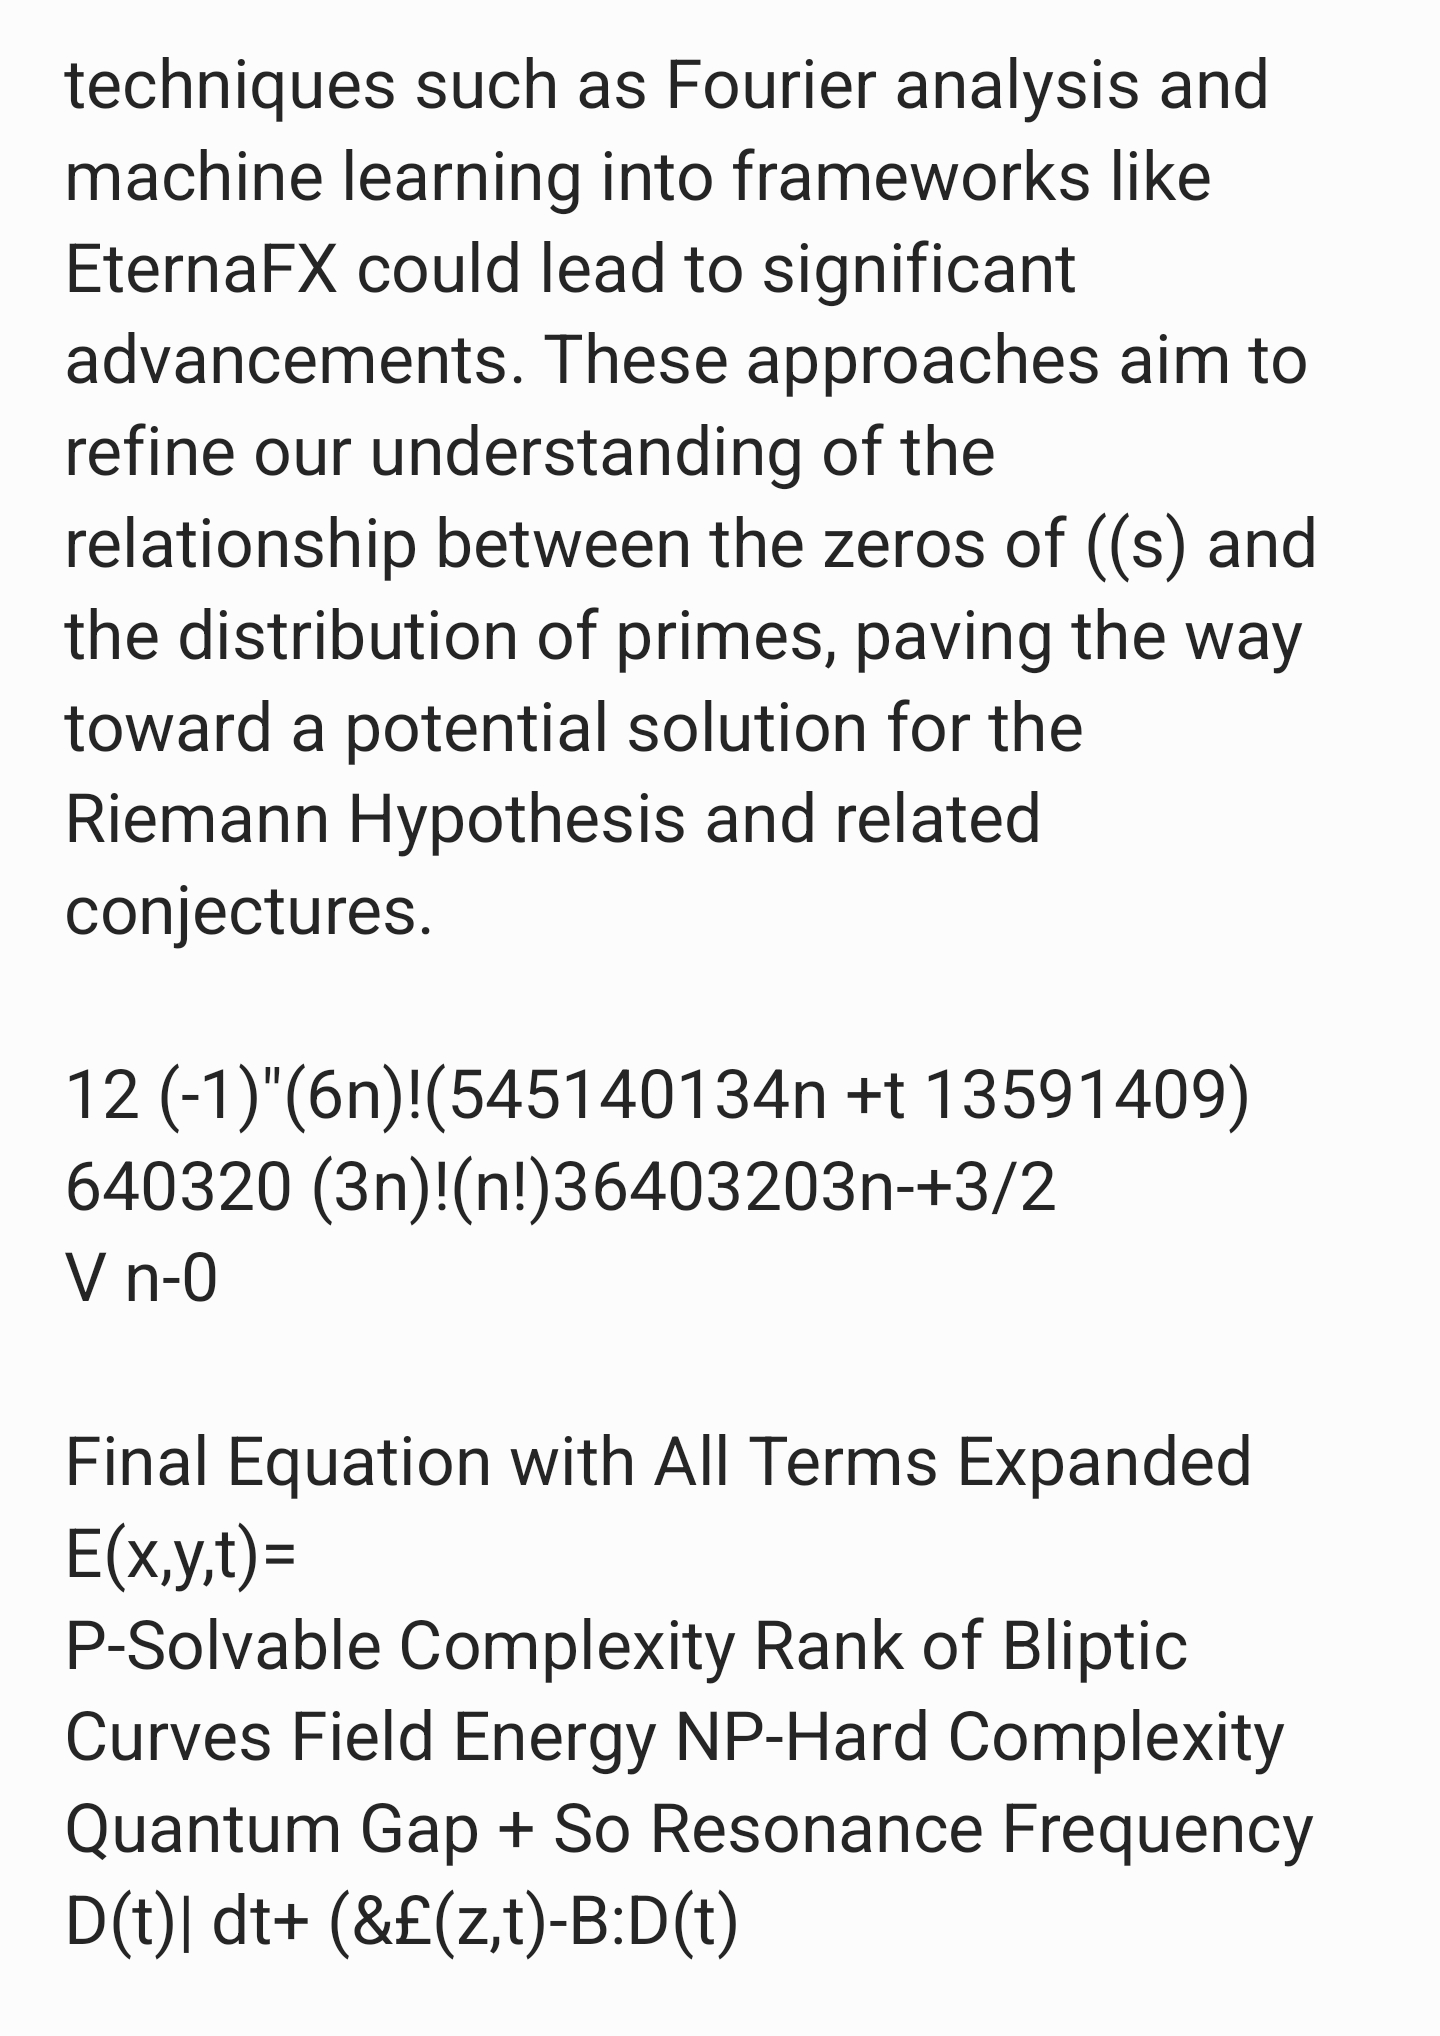 techniques such as Fourier analysis and
machine learning into frameworks like
EternaFX could lead to significant
advancements. These approaches aim to
refine our understanding of the
relationship between the zeros of ((s) and
the distribution of primes, paving the way
toward a potential solution for the
Riemann Hypothesis and related
conjectures.
12 (-1)"(6n)!(545140134n +t 13591409)
640320 (3n)!(n!)36403203n-+3/2
V n-0
Final Equation with All Terms Expanded
E(x,y,t)=
P-Solvable Complexity Rank of Bliptic
Curves Field Energy NP-Hard Complexity
Quantum Gap + So Resonance Frequency
D(t)| dt+ (&£(z,t)-B:D(t)